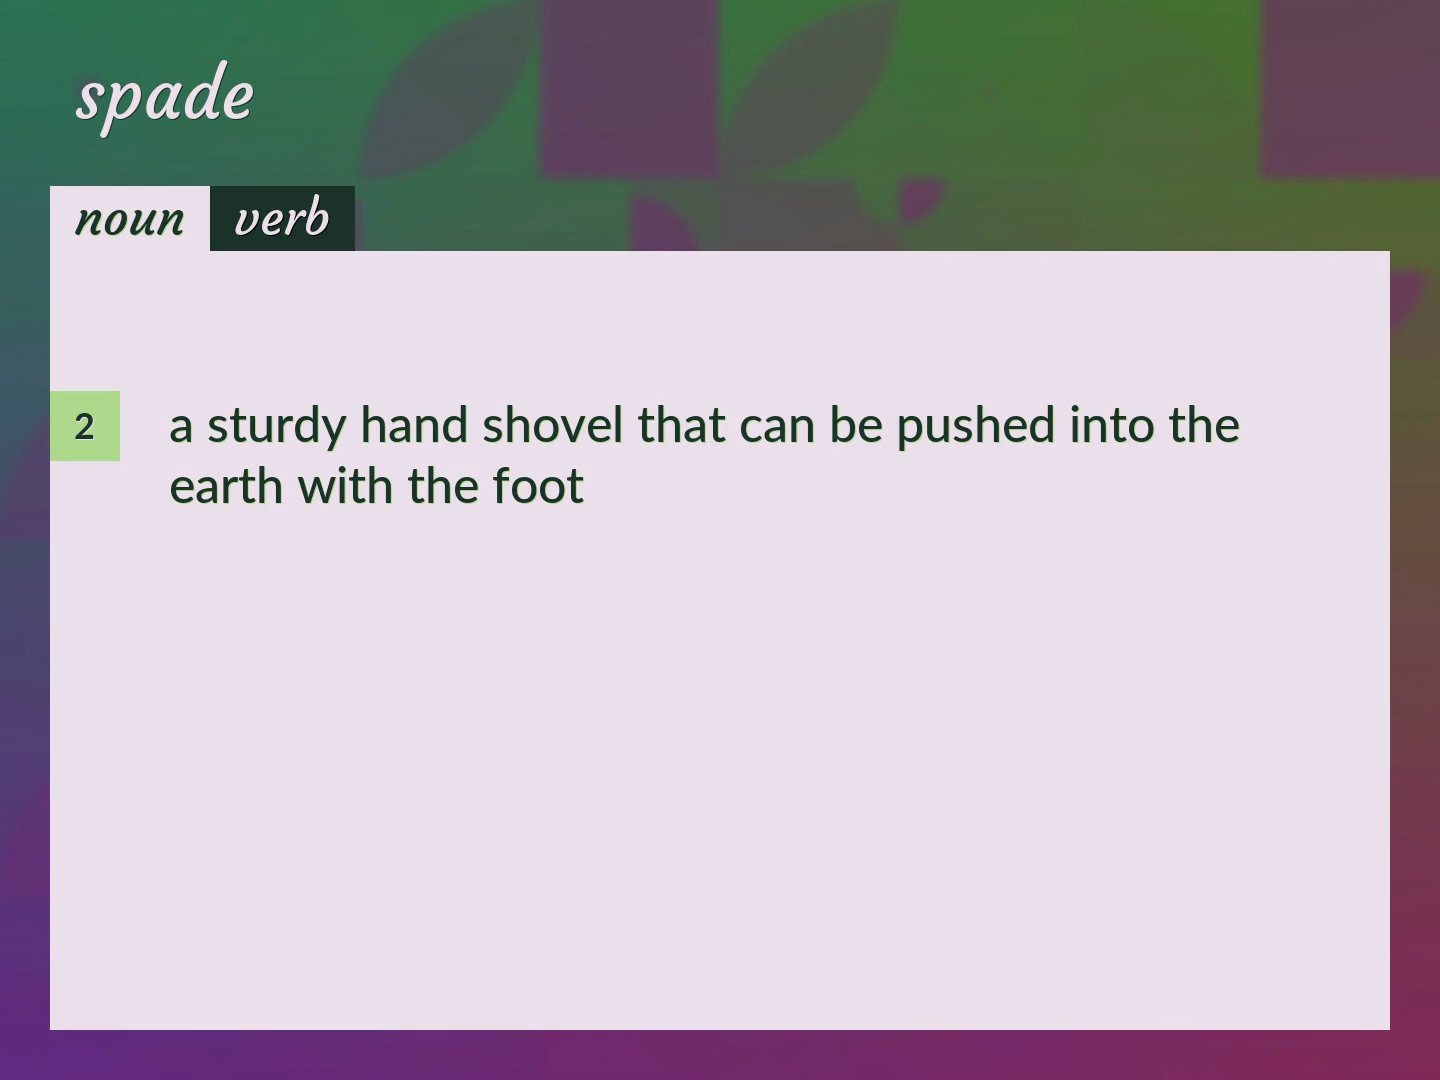 spade
noun verb
2 a sturdy hand shovel that can be pushed into the
earth with the foot